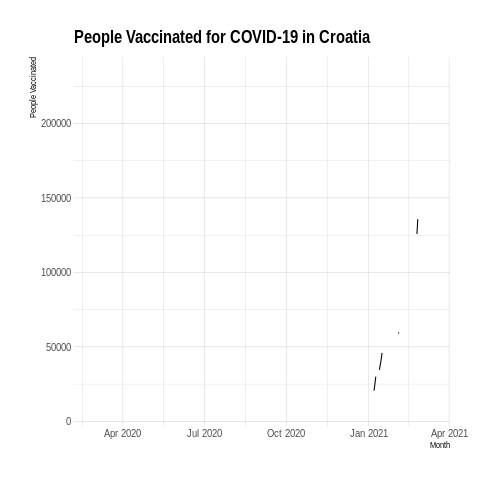 People Vaccinated for COVID-19 in Croatia
People Vaccinated
200000
150000
100000
50000
0
Apr 2020 Jul 2020 Oct 2020 Jan 2021 Apr 2021
Month